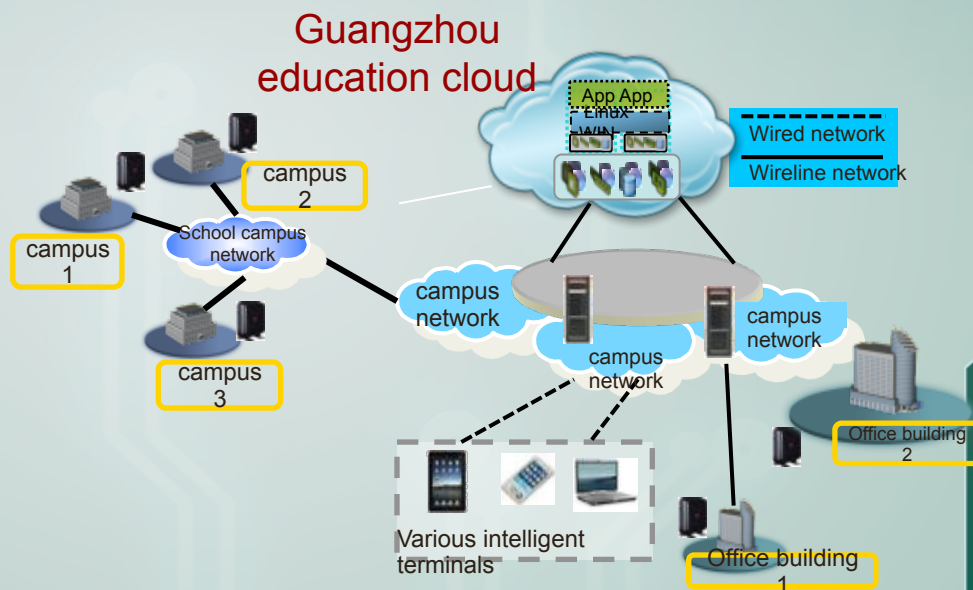 Guangzhou
education cloud
App App
Linux
WIN
Wired network
Wireline network
campus
2
campus
1
School campus
network
campus
3
campus
network
campus
network
campus
network
Office building
2
Various intelligent
terminals
Office building
1